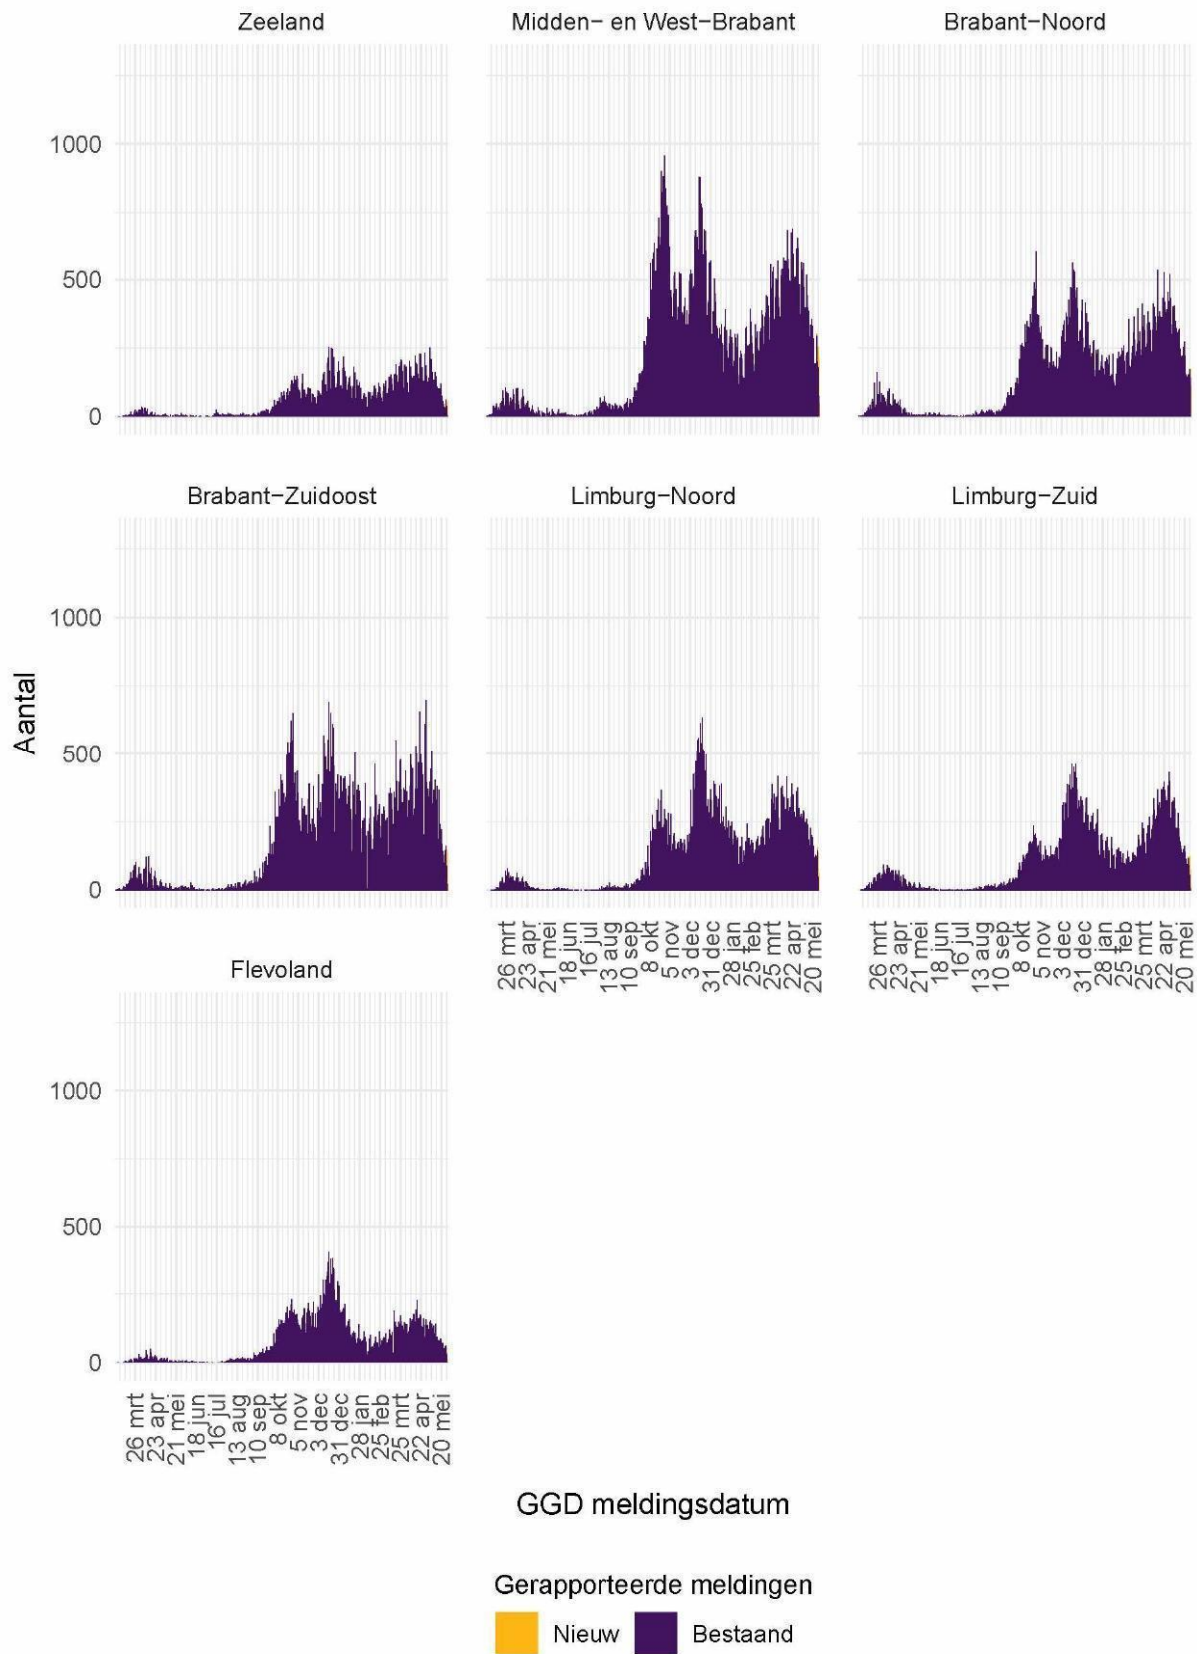 Zeeland
Midden- en West-Brabant
Brabant-Noord
1000
500
0
Brabant-Zuidoost
Limburg-Noord
Limburg-Zuid
Aantal
1000
500
0
26 mrt
23 apr
21 mei
18 jun
16 jul
13 aug
10 sep
8 okt
5 nov
3 dec
31 dec
28 jan
25 feb
25 mrt
22 apr
20 mei
26 mrt
23 apr
21 mei
18 jun
16 jul
13 aug
10 sep
8 okt
5 nov
3 dec
31 dec
28 jan
25 feb
25 mrt
22 apr
20 mei
Flevoland
1000
500
0
26 mrt
23 apr
21 mei
18 jun
16 jul
13 aug
10 sep
8 okt
5 nov
3 dec
31 dec
28 jan
25 feb
25 mrt
22 apr
20 mei
GGD meldingsdatum
Gerapporteerde meldingen
Nieuw
Bestaand